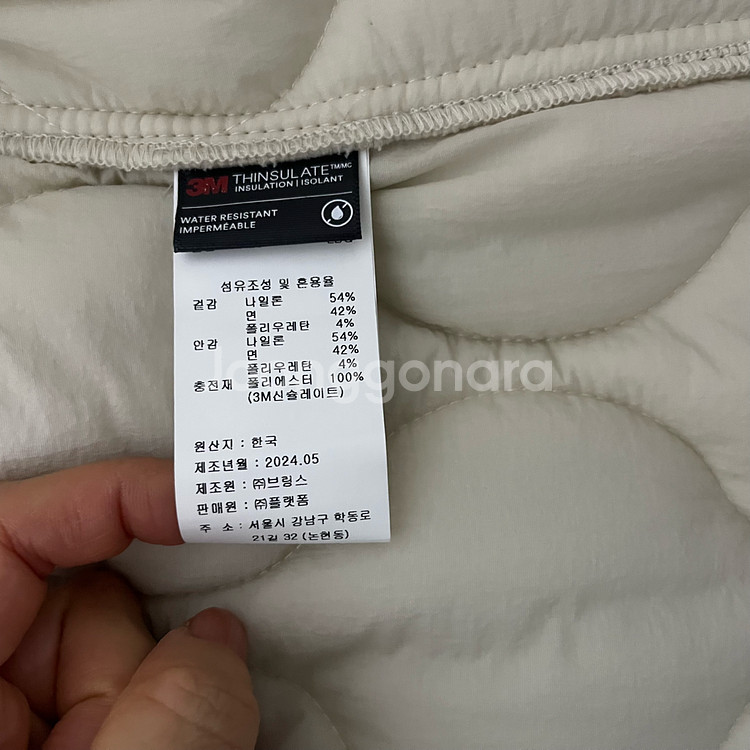 3M THINSULATE™/MC
INSULATION | ISOLANT
WATER RESISTANT
IMPERMÉABLE
섬유조성 및 혼용율
겉감 나일론 54%
면 42%
폴리우레탄 4%
안감 나일론 54%
면 42%
폴리우레탄 4%
충전재 폴리에스터 100%
(3M신슐레이트)
원산지 : 한국
제조년월 : 2024.05
제조원 : ㈜브링스
판매원 : ㈜플랫폼
주 소 : 서울시 강남구 학동로
21길 32 (논현동)